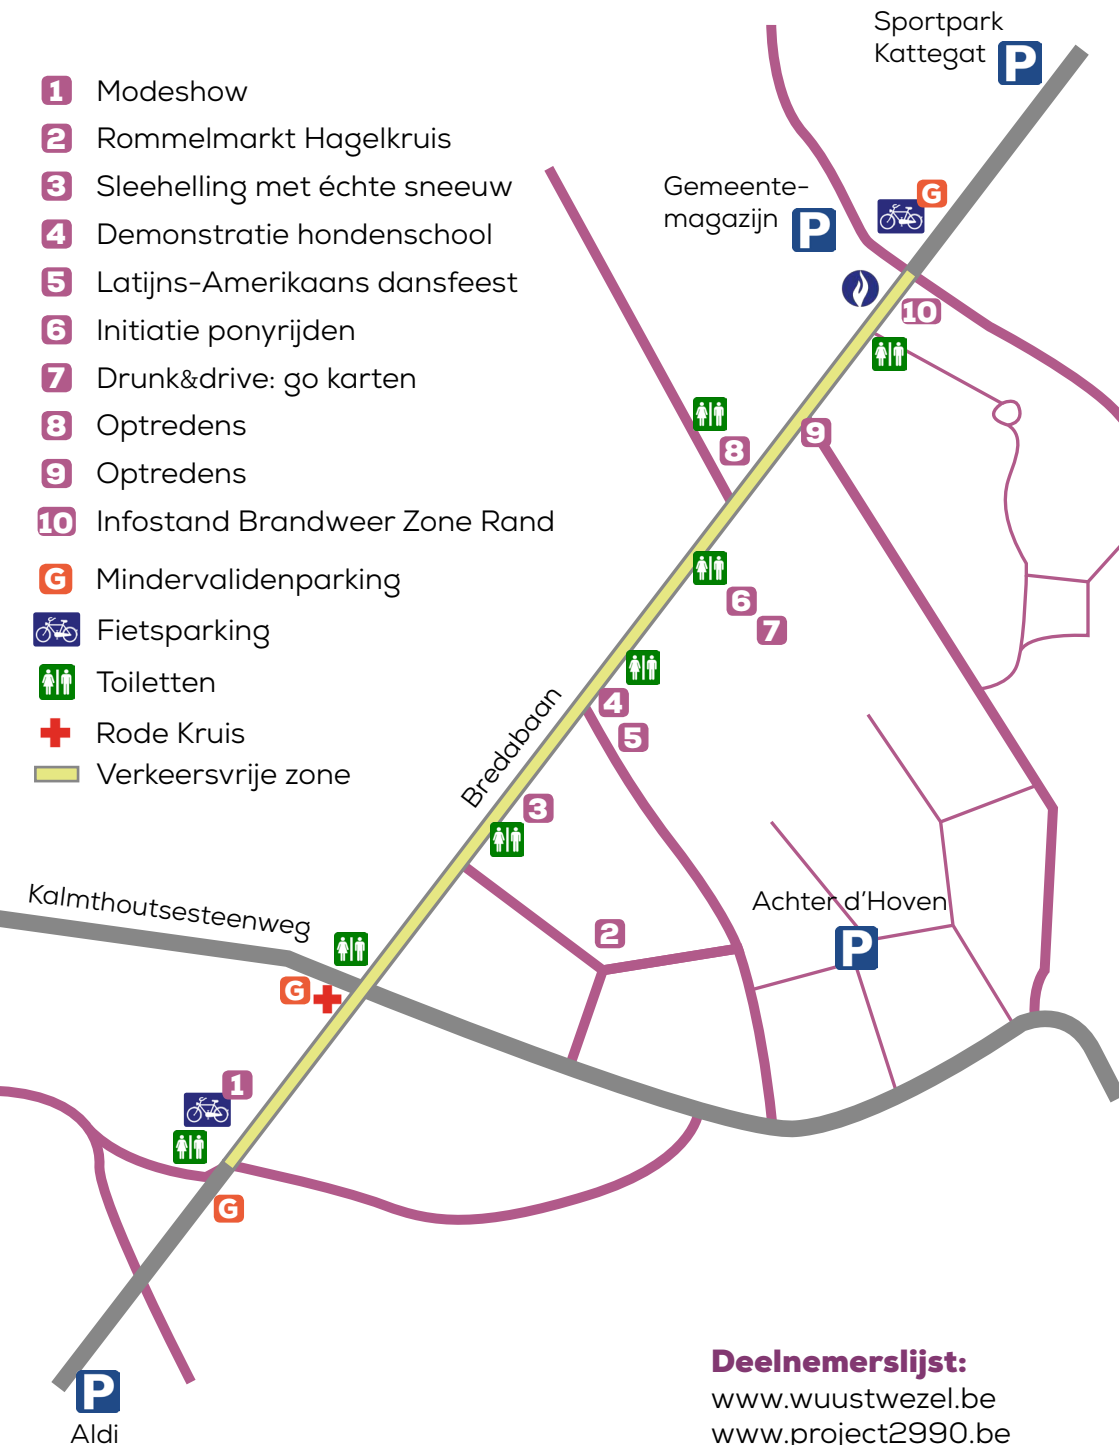 Sportpark
Kattegat P
1 Modeshow
2 Rommelmarkt Hagelkruis
3 Sleehelling met échte sneeuw
4 Demonstratie hondenschool
5 Latijns-Amerikaans dansfeest
6 Initiatie ponyrijden
7 Drunk&drive: go karten
8 Optredens
9 Optredens
10 Infostand Brandweer Zone Rand
G Mindervalidenparking
Fietsparking
Toiletten
Rode Kruis
Verkeersvrije zone
Gemeente-
magazijn P
G
10
9
8
6
7
4
5
Bredabaan
3
Kalmthoutsesteenweg
2
Achter d'Hoven
P
G
1
G
P
Aldi
Deelnemerslijst:
www.wuustwezel.be
www.project2990.be